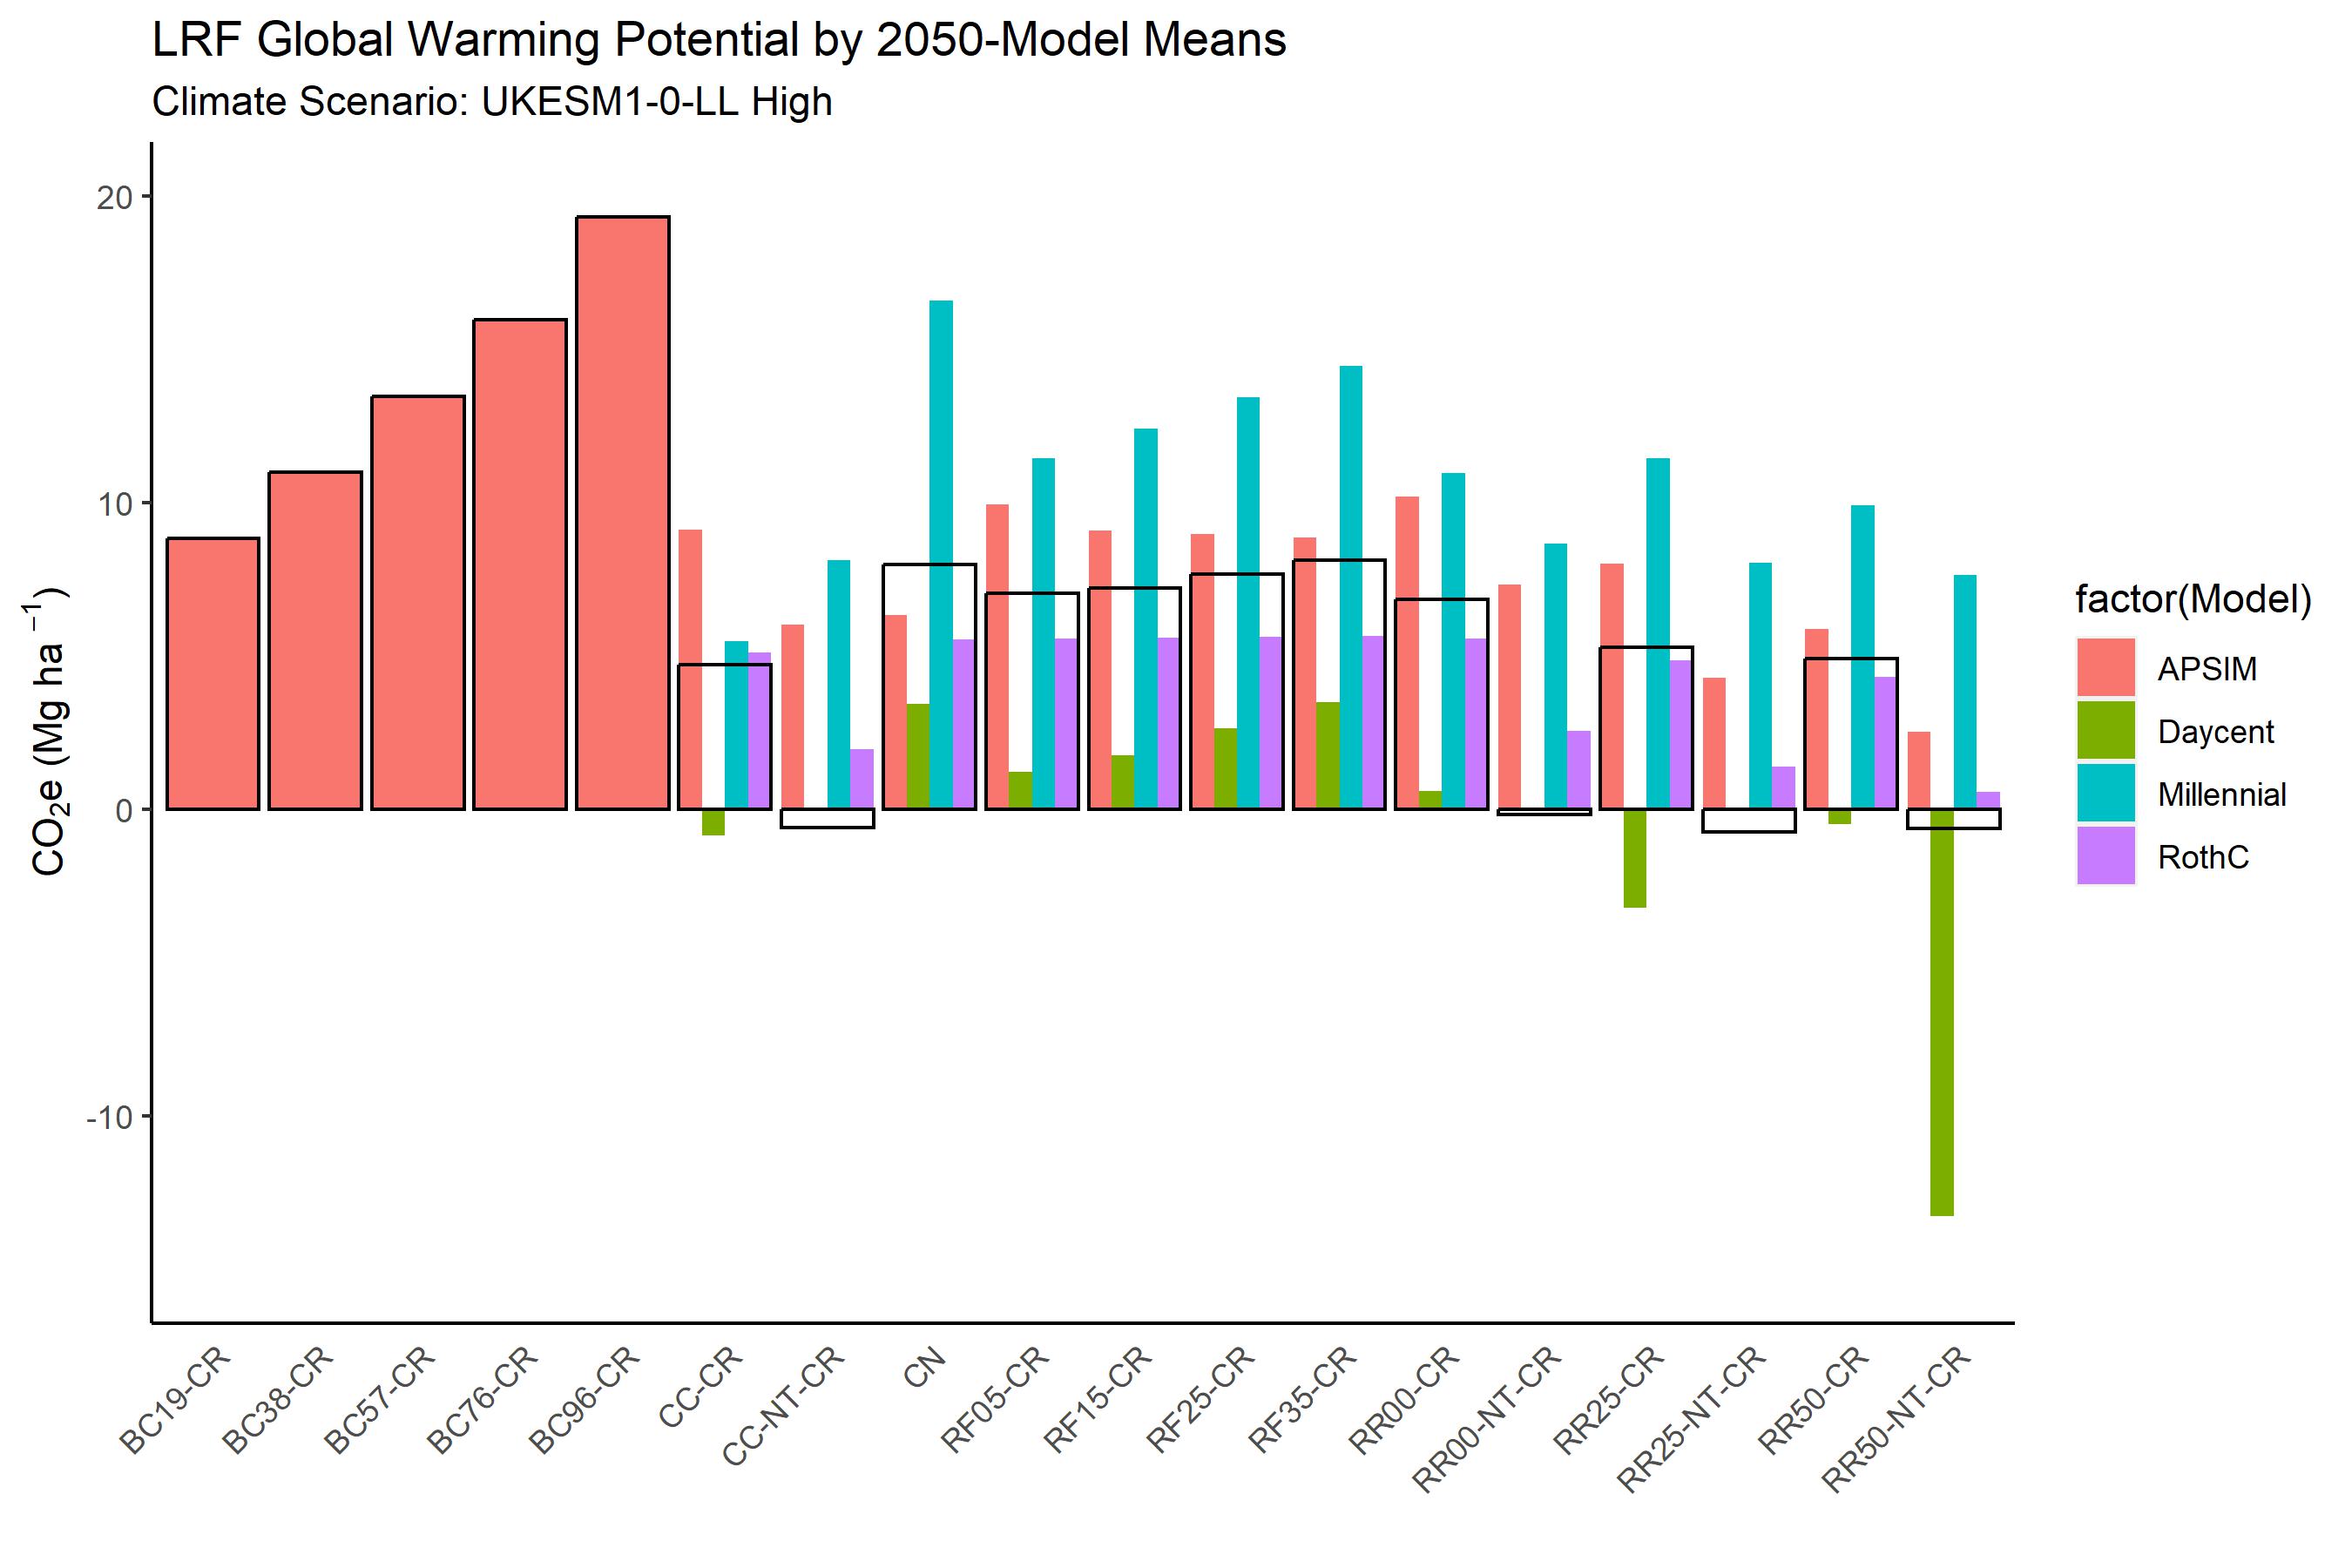 LRF Global Warming Potential by 2050-Model Means
Climate Scenario: UKESM1-0-LL High
CO₂e (Mg ha ⁻¹)
20
10
0
-10
BC19-CR
BC38-CR
BC57-CR
BC76-CR
BC96-CR
CC-CR
CC-NT-CR
CN
RF05-CR
RF15-CR
RF25-CR
RF35-CR
RR00-CR
RR00-NT-CR
RR25-CR
RR25-NT-CR
RR50-CR
RR50-NT-CR
factor(Model)
APSIM
Daycent
Millennial
RothC